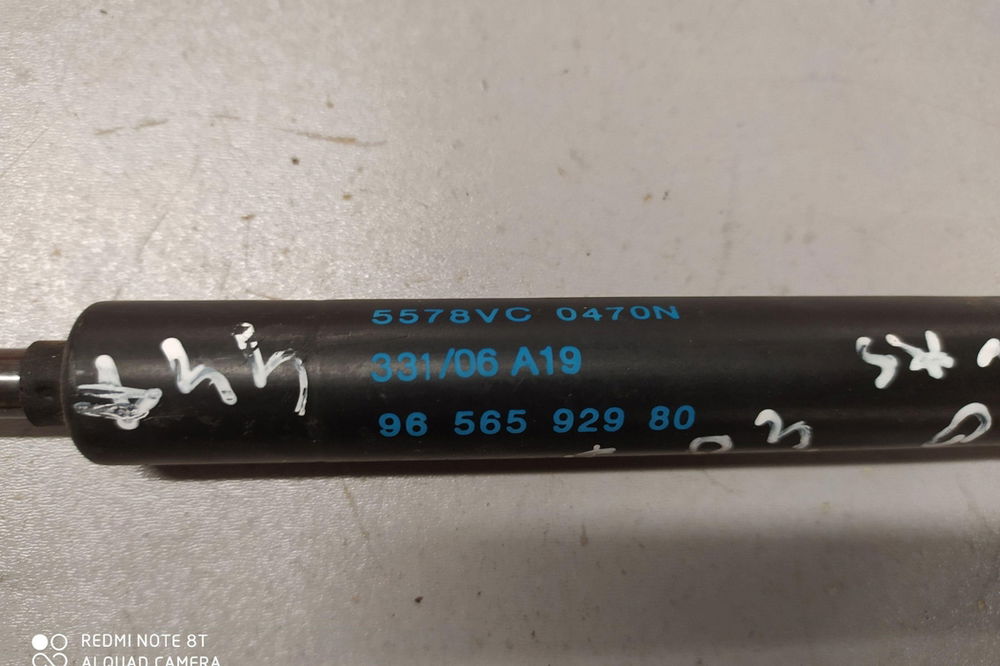 5578VC 0470N
331/06 A19
96 565 929 80
REDMI NOTE 8T
AI QUAD CAMERA